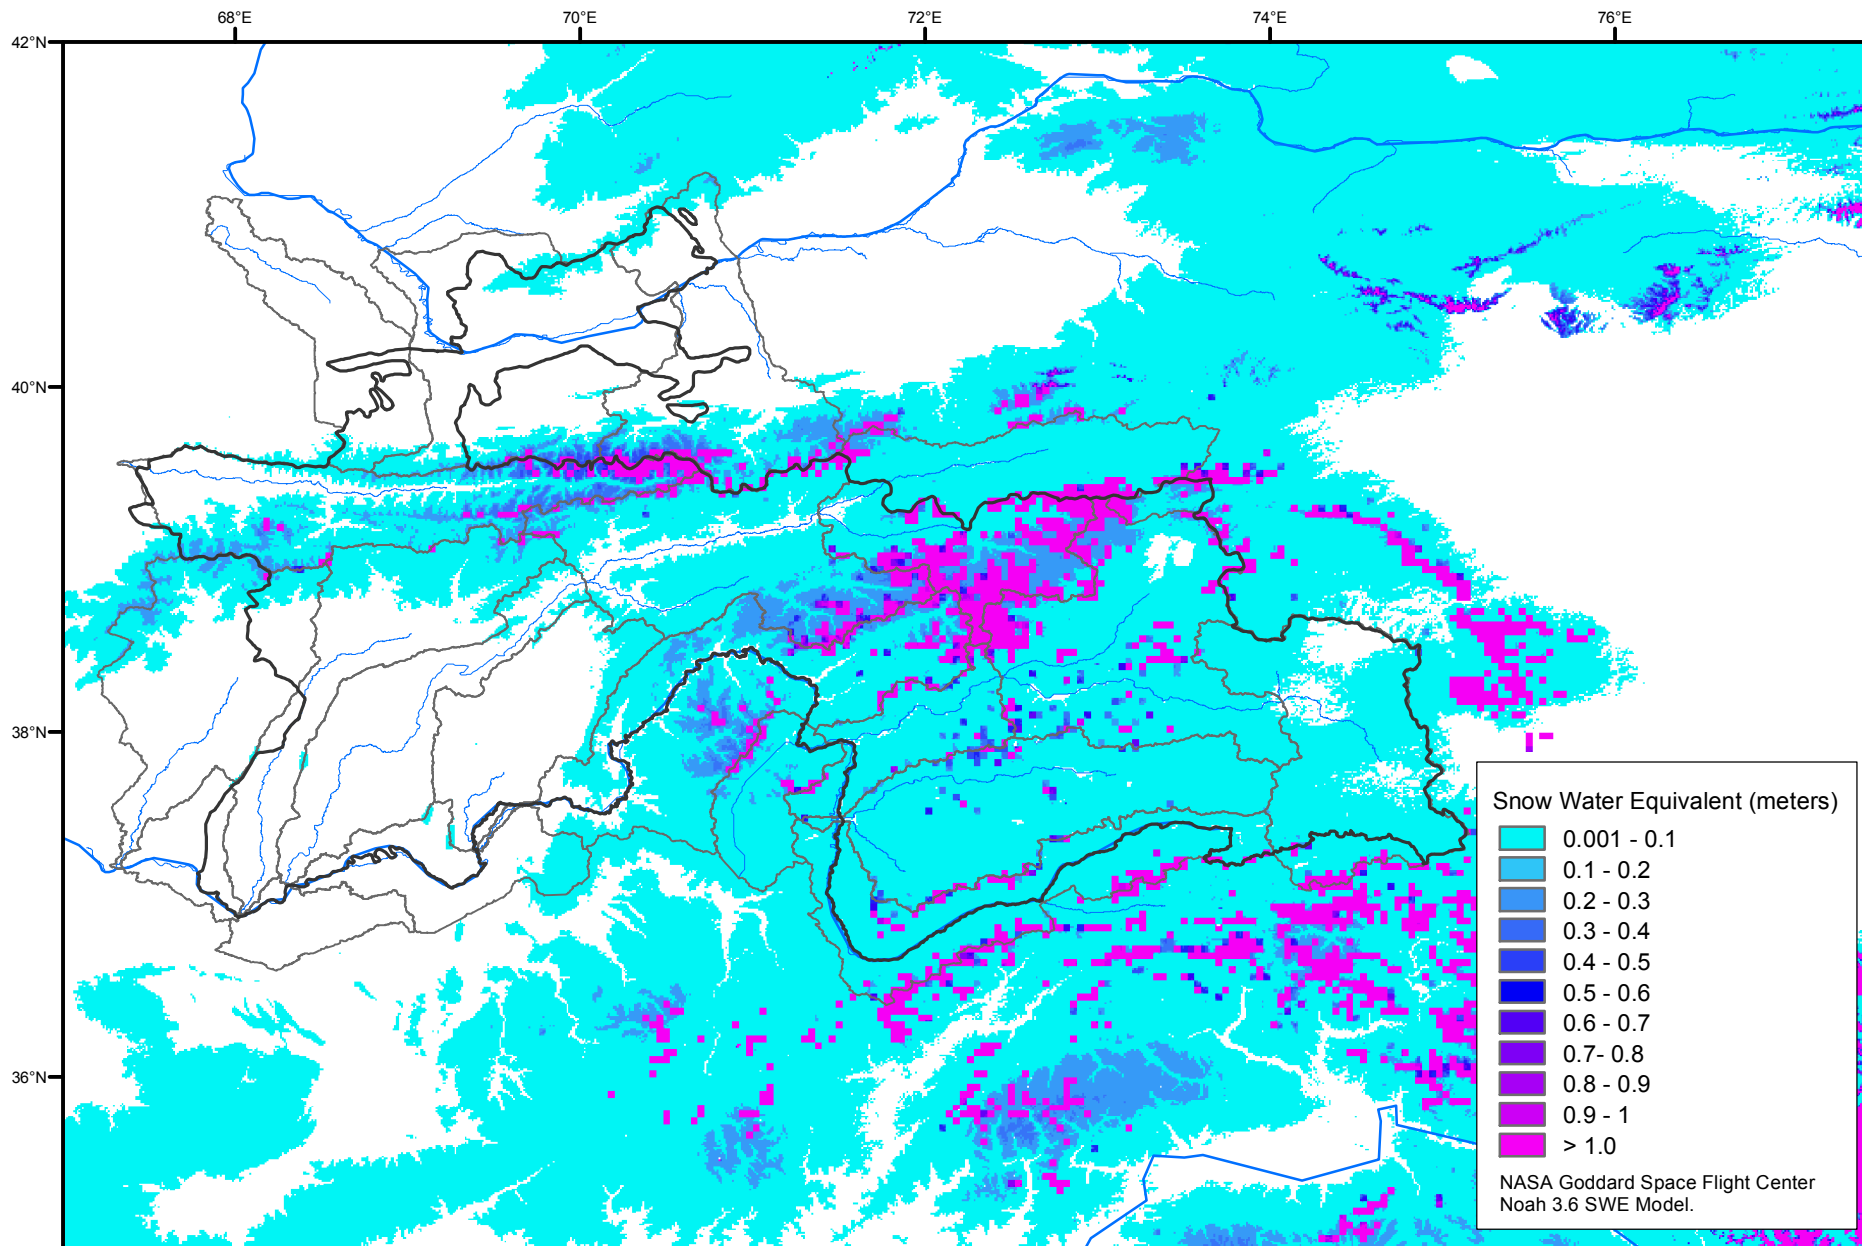 68°E 70°E 72°E 74°E 76°E
42°N
40°N
38°N
36°N
Snow Water Equivalent (meters)
0.001 - 0.1
0.1 - 0.2
0.2 - 0.3
0.3 - 0.4
0.4 - 0.5
0.5 - 0.6
0.6 - 0.7
0.7- 0.8
0.8 - 0.9
0.9 - 1
> 1.0
NASA Goddard Space Flight Center
Noah 3.6 SWE Model.